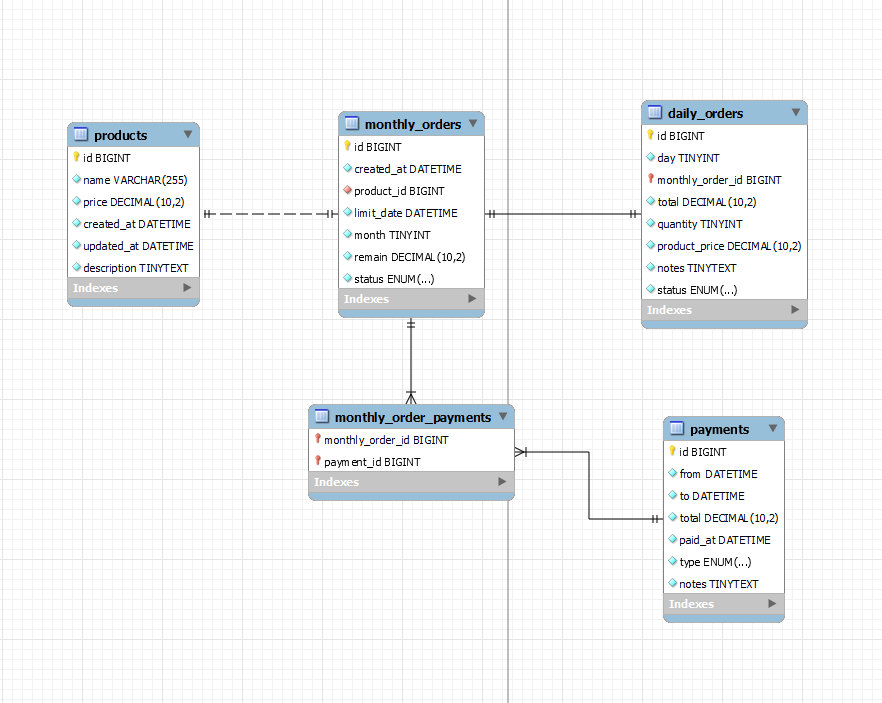 products
id BIGINT
name VARCHAR(255)
price DECIMAL(10,2)
created_at DATETIME
updated_at DATETIME
description TINYTEXT
Indexes
monthly_orders
id BIGINT
created_at DATETIME
product_id BIGINT
limit_date DATETIME
month TINYINT
remain DECIMAL(10,2)
status ENUM(...)
Indexes
daily_orders
id BIGINT
day TINYINT
monthly_order_id BIGINT
total DECIMAL(10,2)
quantity TINYINT
product_price DECIMAL(10,2)
notes TINYTEXT
status ENUM(...)
Indexes
monthly_order_payments
monthly_order_id BIGINT
payment_id BIGINT
Indexes
payments
id BIGINT
from DATETIME
to DATETIME
total DECIMAL(10,2)
paid_at DATETIME
type ENUM(...)
notes TINYTEXT
Indexes